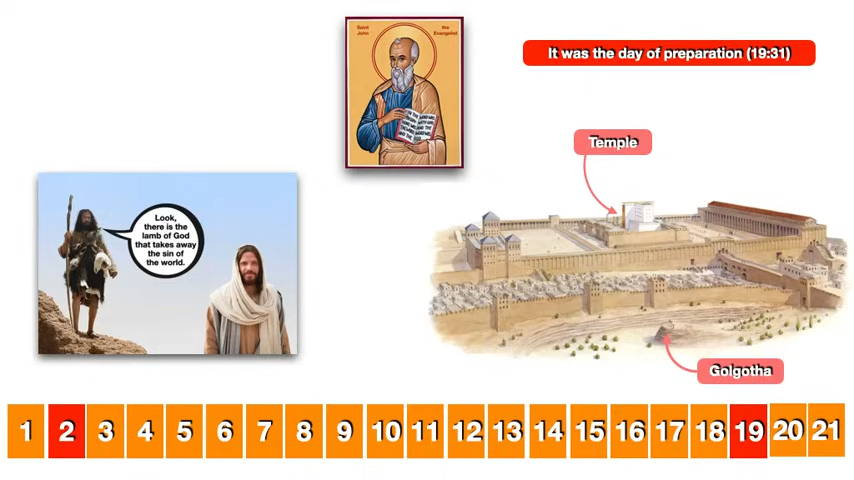 Saint the
John Evangelist
It was the day of preparation (19:31)
Temple
Look,
there is the
lamb of God
that takes away
the sin of
the world.
Golgotha
1 2 3 4 5 6 7 8 9 10 11 12 13 14 15 16 17 18 19 20 21